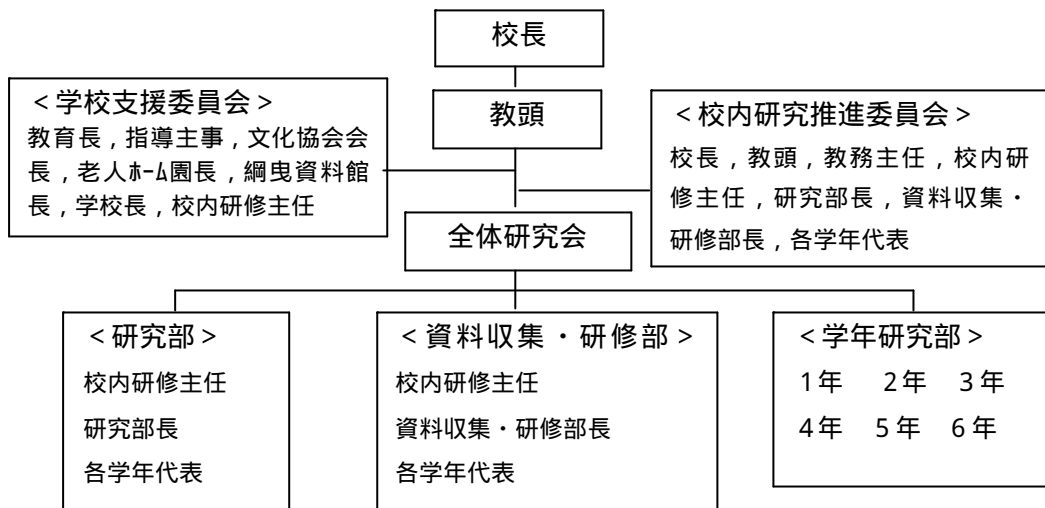 校長
<学校支援委員会>
教育長，指導主事，文化協会会
長，老人ﾎｰﾑ園長，綱曳資料館
長，学校長，校内研修主任
教頭
<校内研究推進委員会>
校長，教頭，教務主任，校内研
修主任，研究部長，資料収集・
研修部長，各学年代表
全体研究会
<研究部>
校内研修主任
研究部長
各学年代表
<資料収集・研修部>
校内研修主任
資料収集・研修部長
各学年代表
<学年研究部>
1年 2年 3年
4年 5年 6年